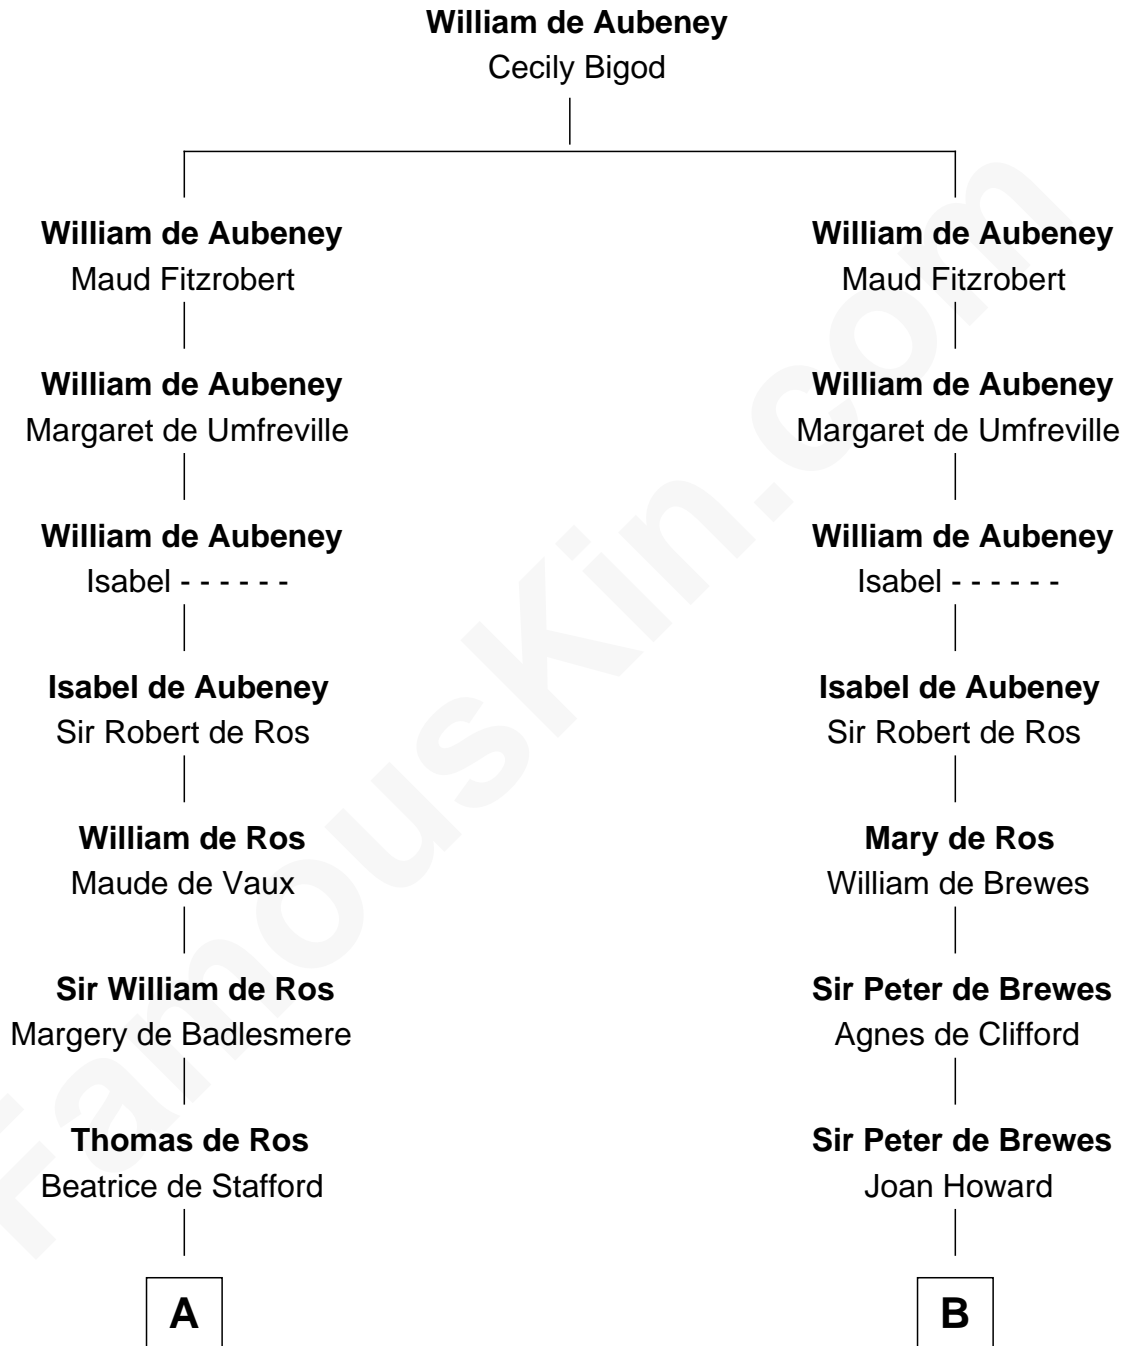 William de Aubeney
Cecily Bigod
William de Aubeney
Maud Fitzrobert
William de Aubeney
Margaret de Umfreville
William de Aubeney
Isabel - - - - - -
Isabel de Aubeney
Sir Robert de Ros
William de Ros
Maude de Vaux
Sir William de Ros
Margery de Badlesmere
Thomas de Ros
Beatrice de Stafford
A
William de Aubeney
Maud Fitzrobert
William de Aubeney
Margaret de Umfreville
William de Aubeney
Isabel - - - - - -
Isabel de Aubeney
Sir Robert de Ros
Mary de Ros
William de Brewes
Sir Peter de Brewes
Agnes de Clifford
Sir Peter de Brewes
Joan Howard
B
FamousKin.com